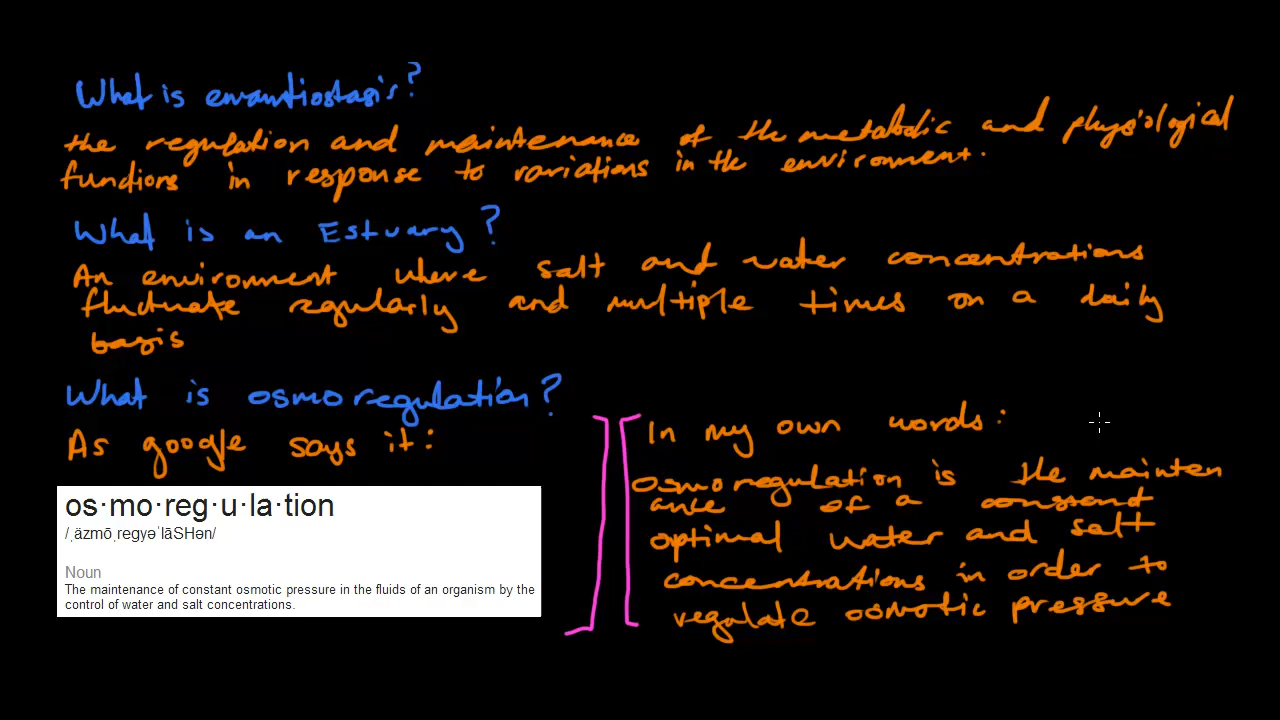 What is enantiostasis?
the regulation and maintenance of the metabolic and physiological
functions in response to variations in the environment.
What is an Estuary?
An environment where salt and water concentrations
fluctuate regularly and multiple times on a daily
basis
What is osmoregulation?
As google says it:
os·mo·reg·u·la·tion
/ˌäzmōˌregyəˈlāSHən/
Noun
The maintenance of constant osmotic pressure in the fluids of an organism by the
control of water and salt concentrations.
In my own words:
osmoregulation is the mainten
ance of a constant
optimal water and salt
concentrations in order to
regulate osmotic pressure